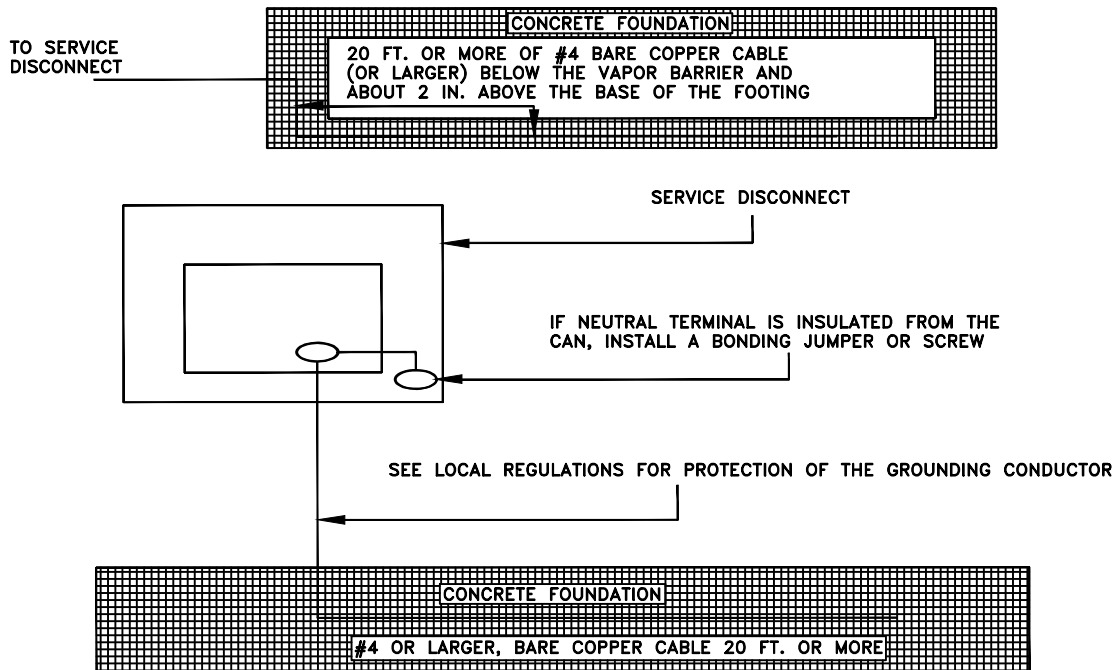 CONCRETE FOUNDATION
TO SERVICE
DISCONNECT
20 FT. OR MORE OF #4 BARE COPPER CABLE
(OR LARGER) BELOW THE VAPOR BARRIER AND
ABOUT 2 IN. ABOVE THE BASE OF THE FOOTING
SERVICE DISCONNECT
IF NEUTRAL TERMINAL IS INSULATED FROM THE
CAN, INSTALL A BONDING JUMPER OR SCREW
SEE LOCAL REGULATIONS FOR PROTECTION OF THE GROUNDING CONDUCTOR
CONCRETE FOUNDATION
#4 OR LARGER, BARE COPPER CABLE 20 FT. OR MORE